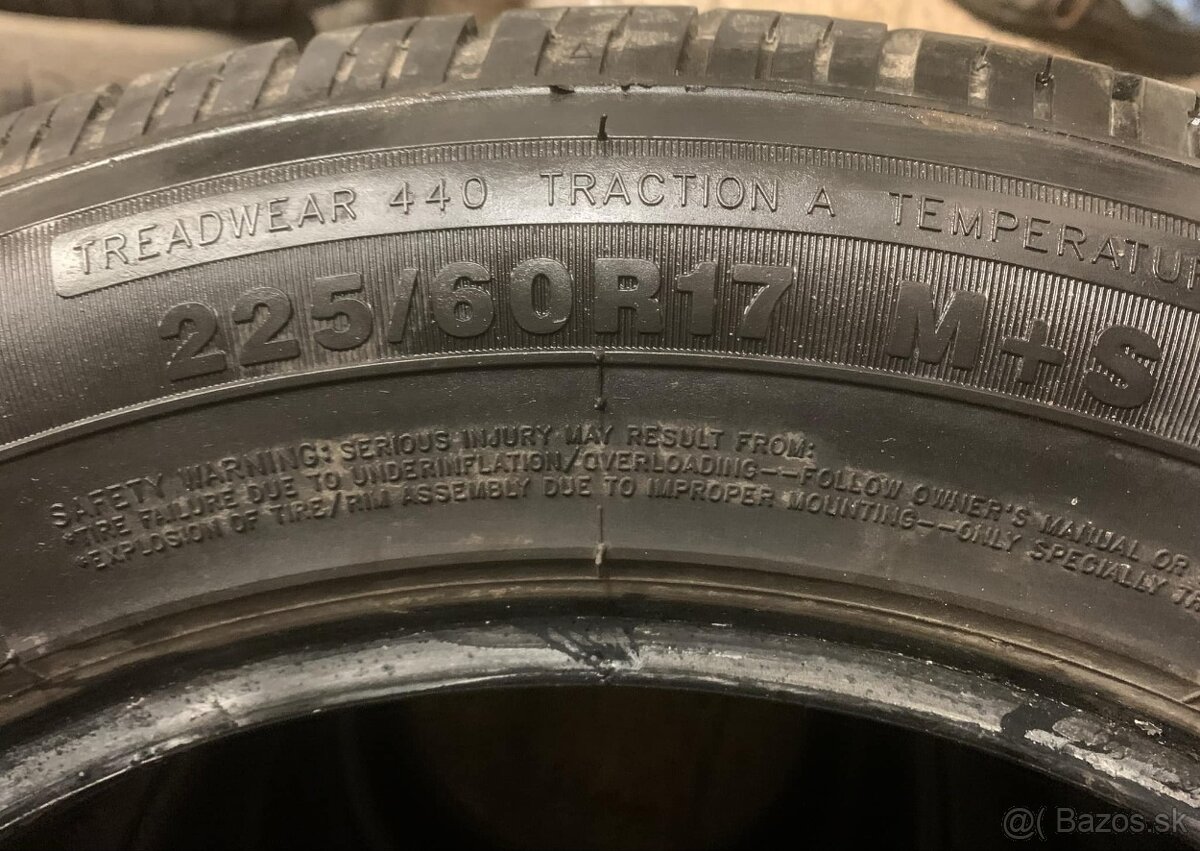 TREADWEAR 440 TRACTION A TEMPERATU
225/60R17 M+S
SAFETY WARNING: SERIOUS INJURY MAY RESULT FROM:
*TIRE FAILURE DUE TO UNDERINFLATION/OVERLOADING--FOLLOW OWNER'S MANUAL OR
*EXPLOSION OF TIRE/RIM ASSEMBLY DUE TO IMPROPER MOUNTING--ONLY SPECIALLY
@( Bazos.sk